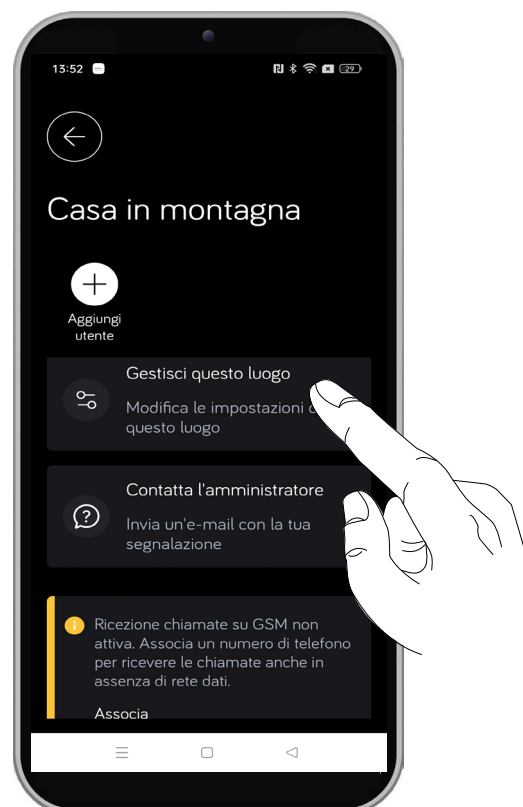 13:52
29
Casa in montagna
Aggiungi
utente
Gestisci questo luogo
Modifica le impostazioni
questo luogo
Contatta l'amministratore
Invia un'e-mail con la tua
segnalazione
Ricezione chiamate su GSM non
attiva. Associa un numero di telefono
per ricevere le chiamate anche in
assenza di rete dati.
Associa